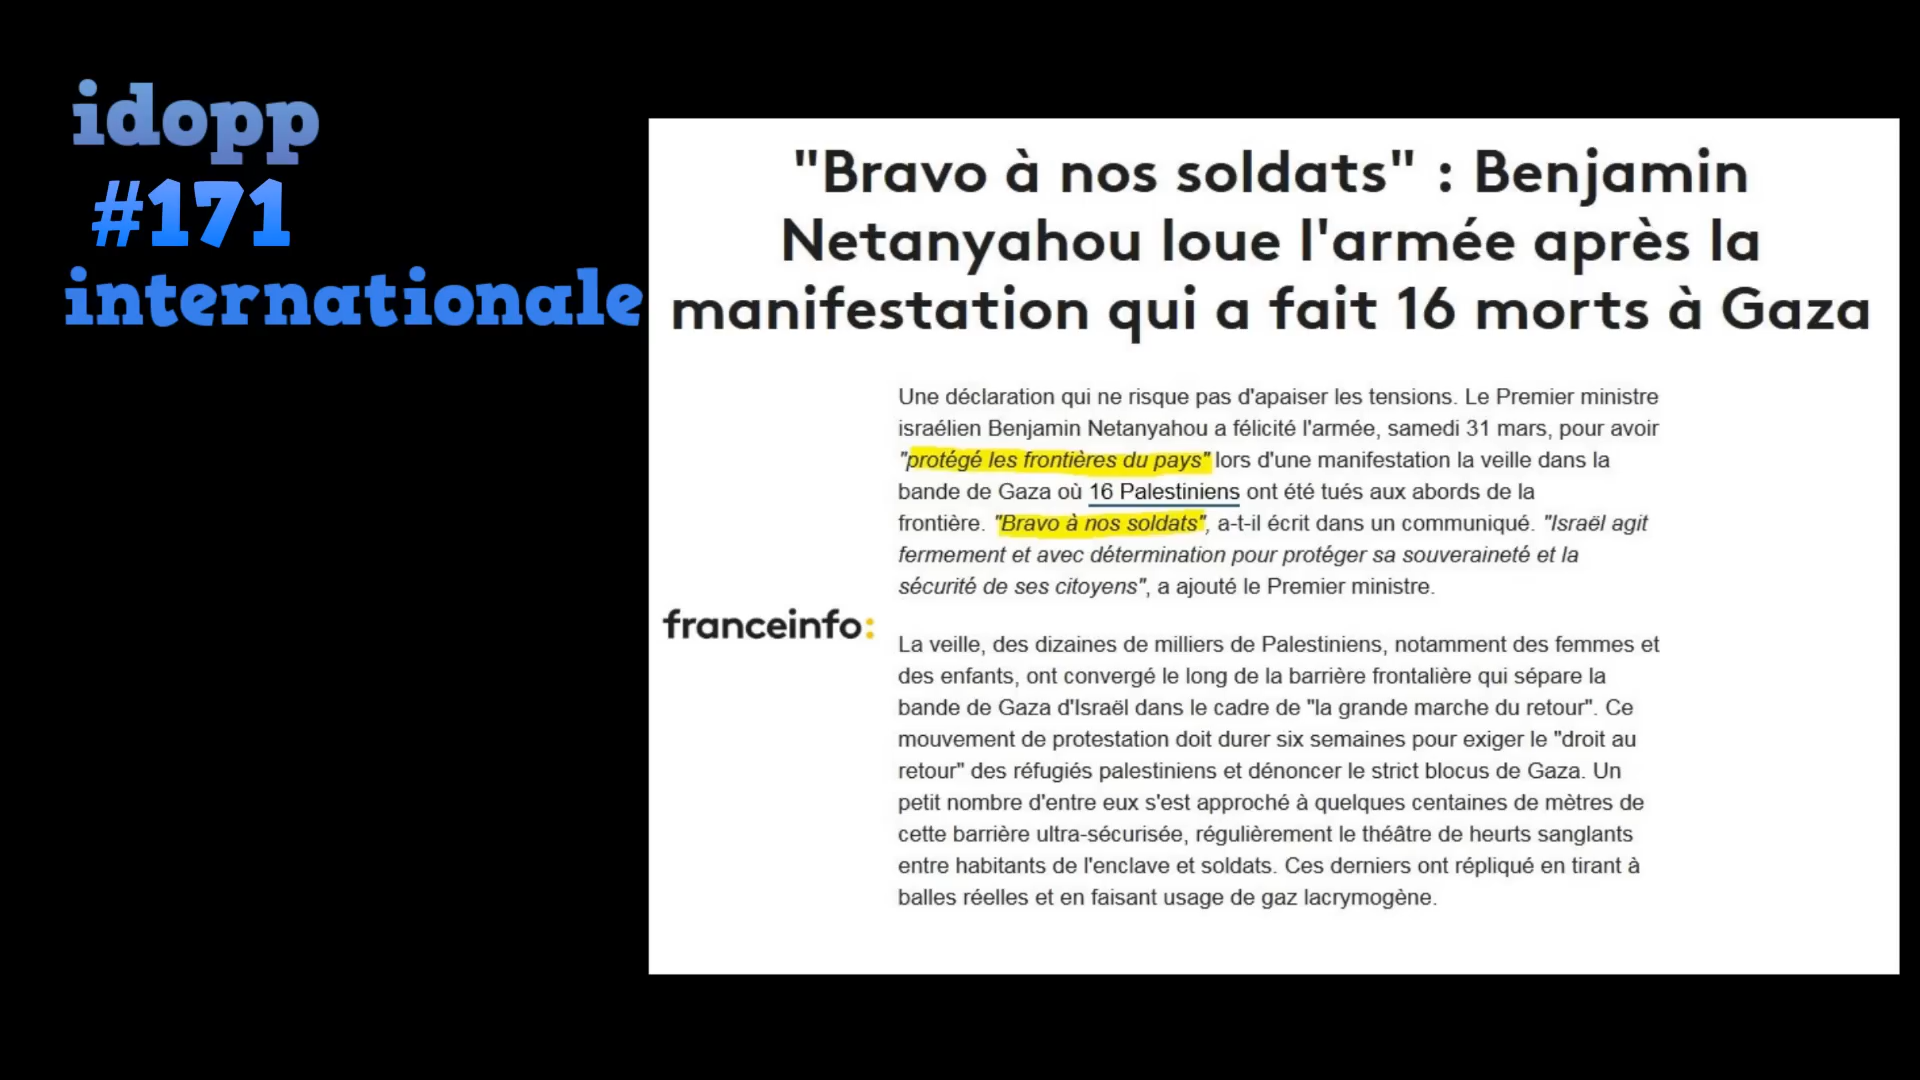 idopp
#171
internationale
"Bravo à nos soldats" : Benjamin
Netanyahou loue l'armée après la
manifestation qui a fait 16 morts à Gaza
Une déclaration qui ne risque pas d'apaiser les tensions. Le Premier ministre
israélien Benjamin Netanyahou a félicité l'armée, samedi 31 mars, pour avoir
"protégé les frontières du pays" lors d'une manifestation la veille dans la
bande de Gaza où 16 Palestiniens ont été tués aux abords de la
frontière. "Bravo à nos soldats", a-t-il écrit dans un communiqué. "Israël agit
fermement et avec détermination pour protéger sa souveraineté et la
sécurité de ses citoyens", a ajouté le Premier ministre.
franceinfo:
La veille, des dizaines de milliers de Palestiniens, notamment des femmes et
des enfants, ont convergé le long de la barrière frontalière qui sépare la
bande de Gaza d'Israël dans le cadre de "la grande marche du retour". Ce
mouvement de protestation doit durer six semaines pour exiger le "droit au
retour" des réfugiés palestiniens et dénoncer le strict blocus de Gaza. Un
petit nombre d'entre eux s'est approché à quelques centaines de mètres de
cette barrière ultra-sécurisée, régulièrement le théâtre de heurts sanglants
entre habitants de l'enclave et soldats. Ces derniers ont répliqué en tirant à
balles réelles et en faisant usage de gaz lacrymogène.